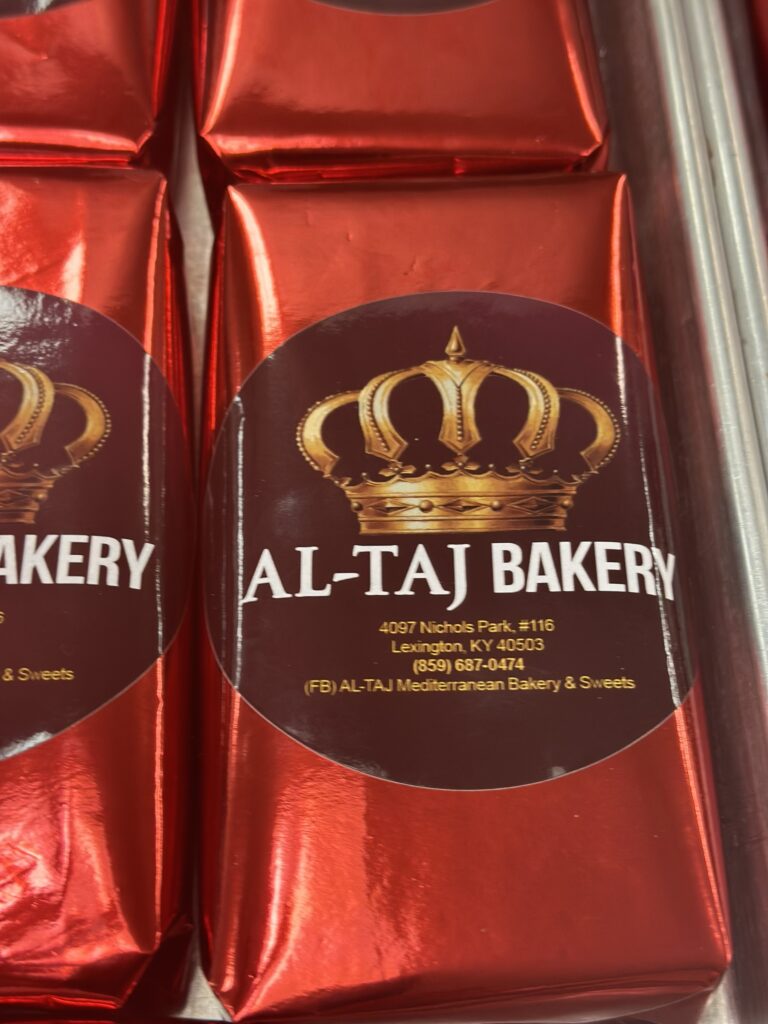 AKERY
& Sweets
AL-TAJ BAKERY
4097 Nichols Park, #116
Lexington, KY 40503
(859) 687-0474
(FB) AL-TAJ Mediterranean Bakery & Sweets